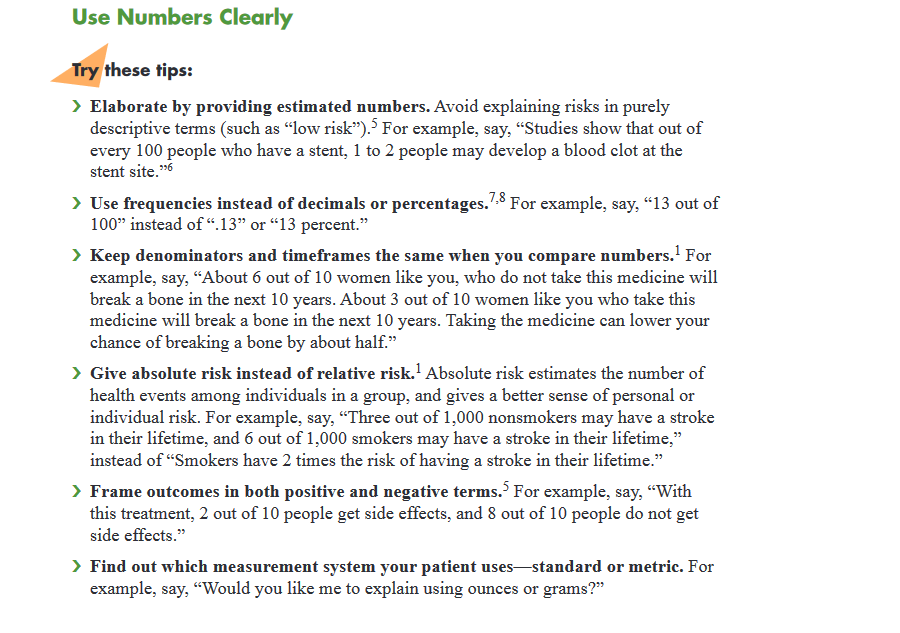 Use Numbers Clearly
Try these tips:
› Elaborate by providing estimated numbers. Avoid explaining risks in purely
descriptive terms (such as “low risk”).5 For example, say, “Studies show that out of
every 100 people who have a stent, 1 to 2 people may develop a blood clot at the
stent site.”6
› Use frequencies instead of decimals or percentages.7,8 For example, say, “13 out of
100” instead of “.13” or “13 percent.”
› Keep denominators and timeframes the same when you compare numbers.1 For
example, say, “About 6 out of 10 women like you, who do not take this medicine will
break a bone in the next 10 years. About 3 out of 10 women like you who take this
medicine will break a bone in the next 10 years. Taking the medicine can lower your
chance of breaking a bone by about half.”
› Give absolute risk instead of relative risk.1 Absolute risk estimates the number of
health events among individuals in a group, and gives a better sense of personal or
individual risk. For example, say, “Three out of 1,000 nonsmokers may have a stroke
in their lifetime, and 6 out of 1,000 smokers may have a stroke in their lifetime,”
instead of “Smokers have 2 times the risk of having a stroke in their lifetime.”
› Frame outcomes in both positive and negative terms.5 For example, say, “With
this treatment, 2 out of 10 people get side effects, and 8 out of 10 people do not get
side effects.”
› Find out which measurement system your patient uses—standard or metric. For
example, say, “Would you like me to explain using ounces or grams?”